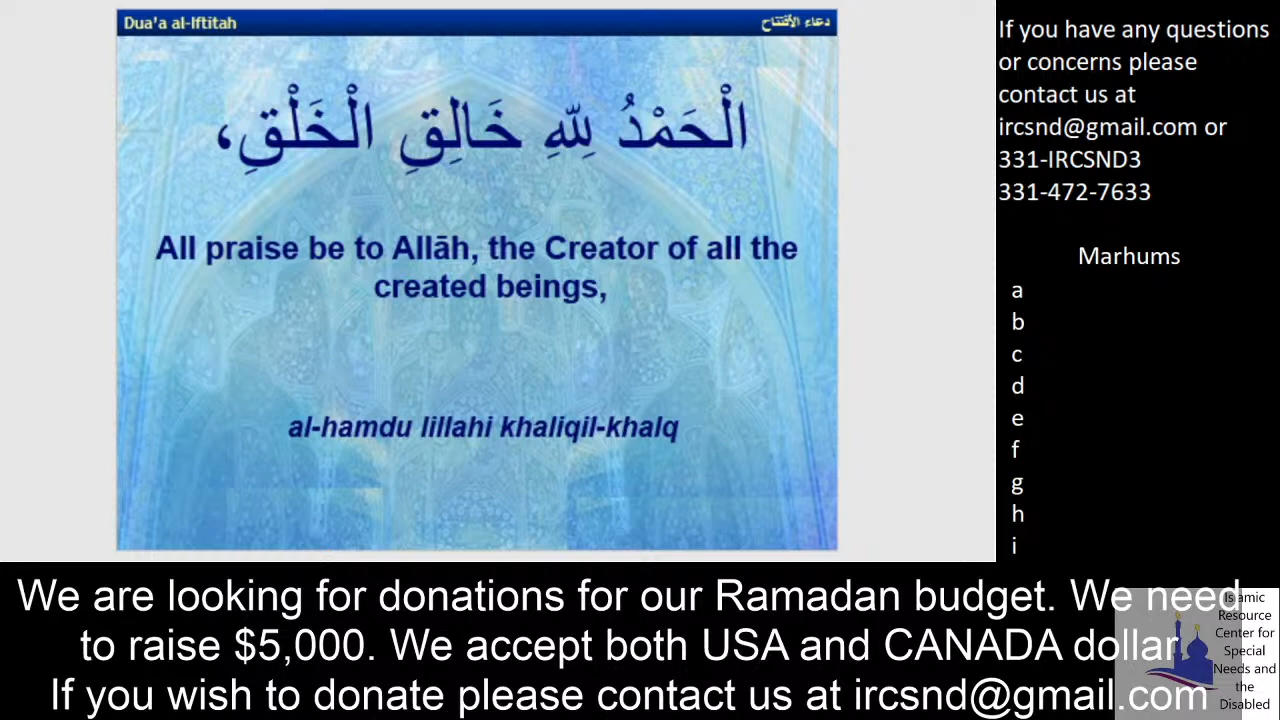 Dua'a al-Iftitah
دعاء الأفتتاح
الْحَمْدُ لِلّٰهِ خَالِقِ الْخَلْقِ،
All praise be to Allāh, the Creator of all the
created beings,
al-hamdu lillahi khaliqil-khalq
If you have any questions
or concerns please
contact us at
ircsnd@gmail.com or
331-IRCSND3
331-472-7633
Marhums
a
b
c
d
e
f
g
h
i
We are looking for donations for our Ramadan budget. We need
to raise $5,000. We accept both USA and CANADA dollar
If you wish to donate please contact us at ircsnd@gmail.com
Islamic
Resource
Center for
Special
Needs and
the
Disabled